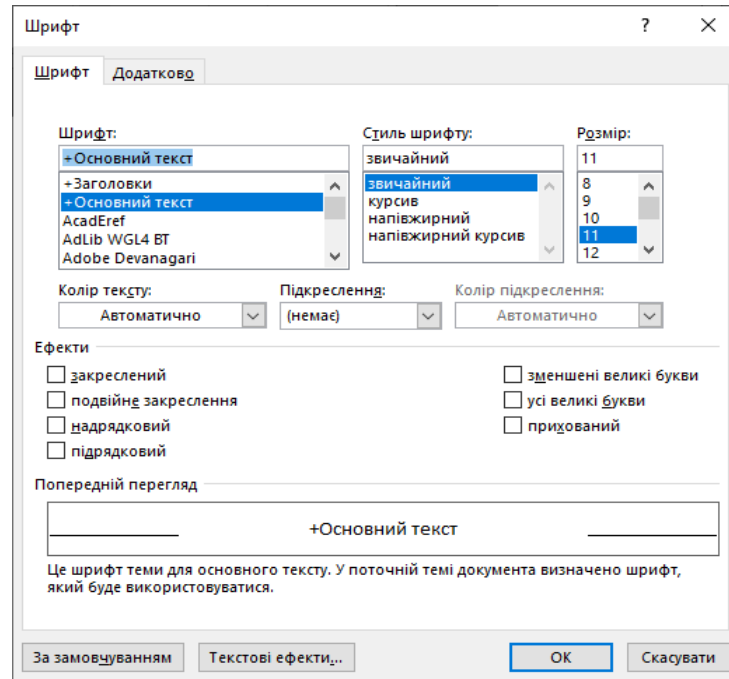 Шрифт ?
Шрифт Додатково
Шрифт: Стиль шрифту: Розмір:
+Основний текст звичайний 11
+Заголовки звичайний 8
+Основний текст курсив 9
AcadEref напівжирний 10
AdLib WGL4 BT напівжирний курсив 11
Adobe Devanagari 12
Колір тексту: Підкреслення: Колір підкреслення:
Автоматично (немає) Автоматично
Ефекти
закреслений зменшені великі букви
подвійне закреслення усі великі букви
надрядковий прихований
підрядковий
Попередній перегляд
+Основний текст
Це шрифт теми для основного тексту. У поточній темі документа визначено шрифт,
який буде використовуватися.
За замовчуванням Текстові ефекти... ОК Скасувати